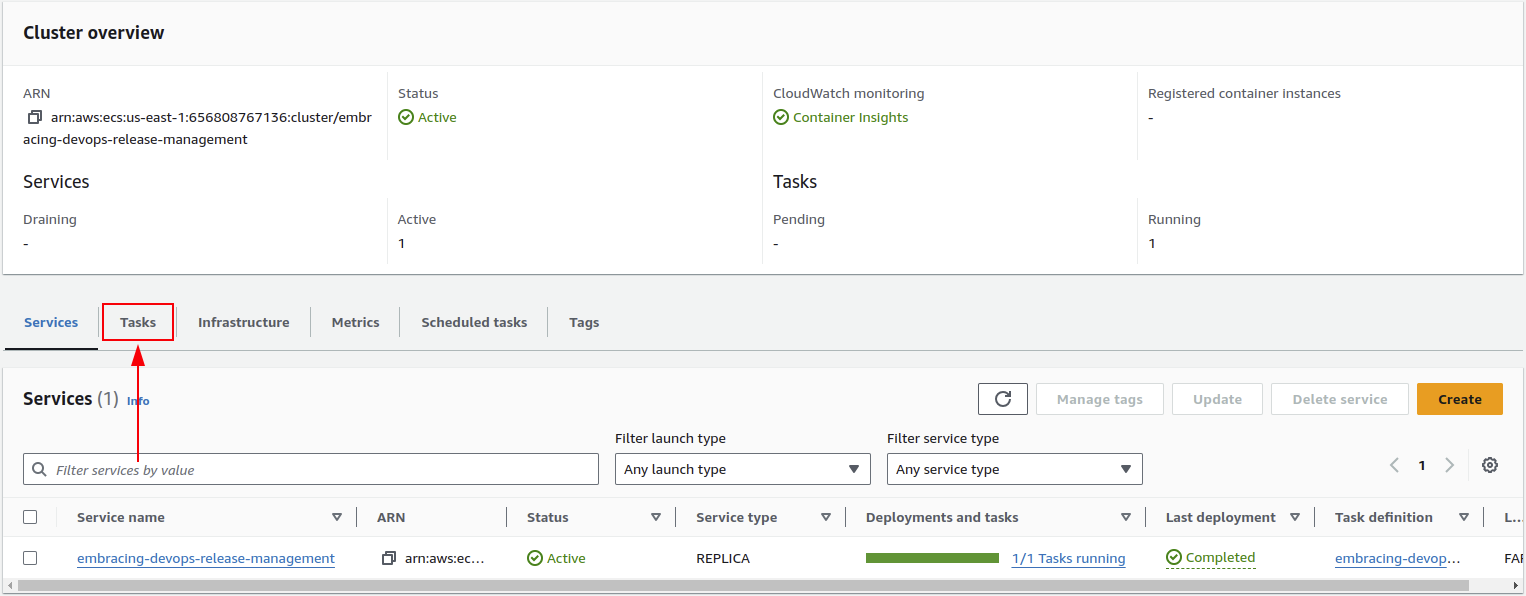 Cluster overview
ARN
arn:aws:ecs:us-east-1:656808767136:cluster/embr
acing-devops-release-management
Status
Active
CloudWatch monitoring
Container Insights
Registered container instances
-
Services
Tasks
Draining
-
Active
1
Pending
-
Running
1
Services Tasks Infrastructure Metrics Scheduled tasks Tags
Services (1) Info
Manage tags Update Delete service Create
Filter launch type Filter service type
Filter services by value Any launch type Any service type 1
Service name ARN Status Service type Deployments and tasks Last deployment Task definition L...
embracing-devops-release-management arn:aws:ec... Active REPLICA 1/1 Tasks running Completed embracing-devop... FAR